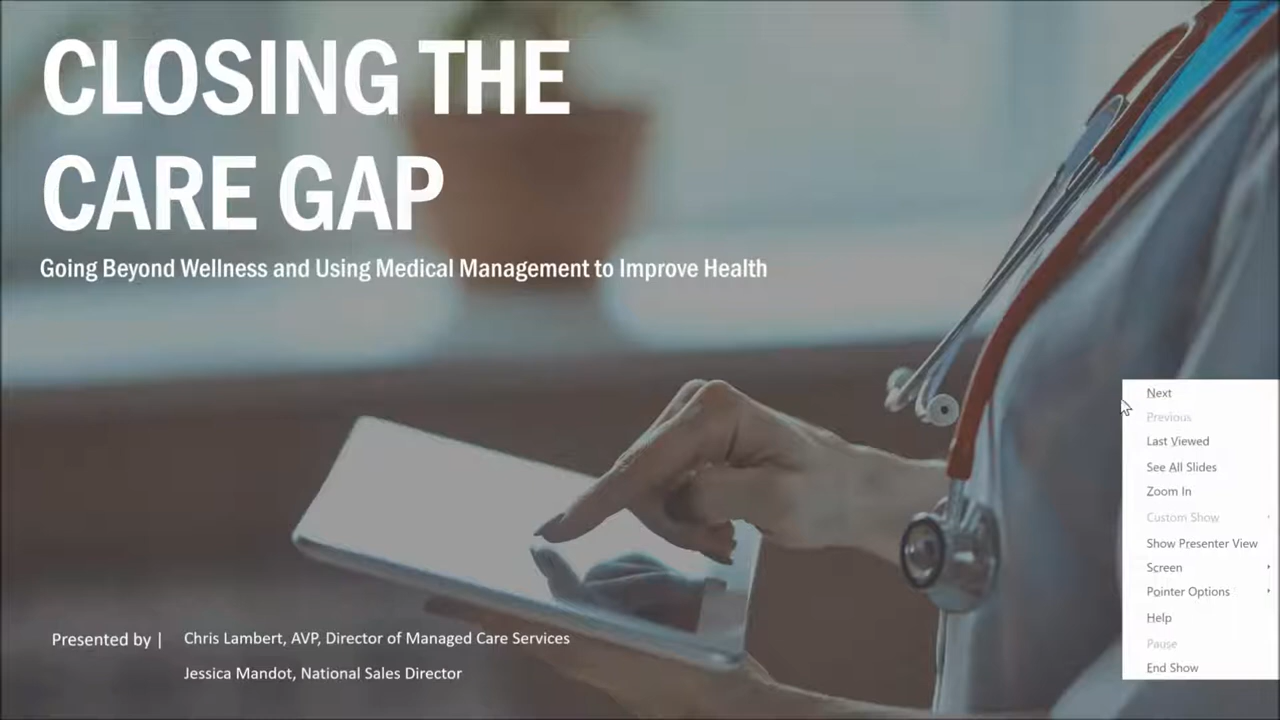 CLOSING THE
CARE GAP
Going Beyond Wellness and Using Medical Management to Improve Health
Presented by | Chris Lambert, AVP, Director of Managed Care Services
Jessica Mandot, National Sales Director
Next
Previous
Last Viewed
See All Slides
Zoom In
Custom Show
Show Presenter View
Screen
Pointer Options
Help
Pause
End Show